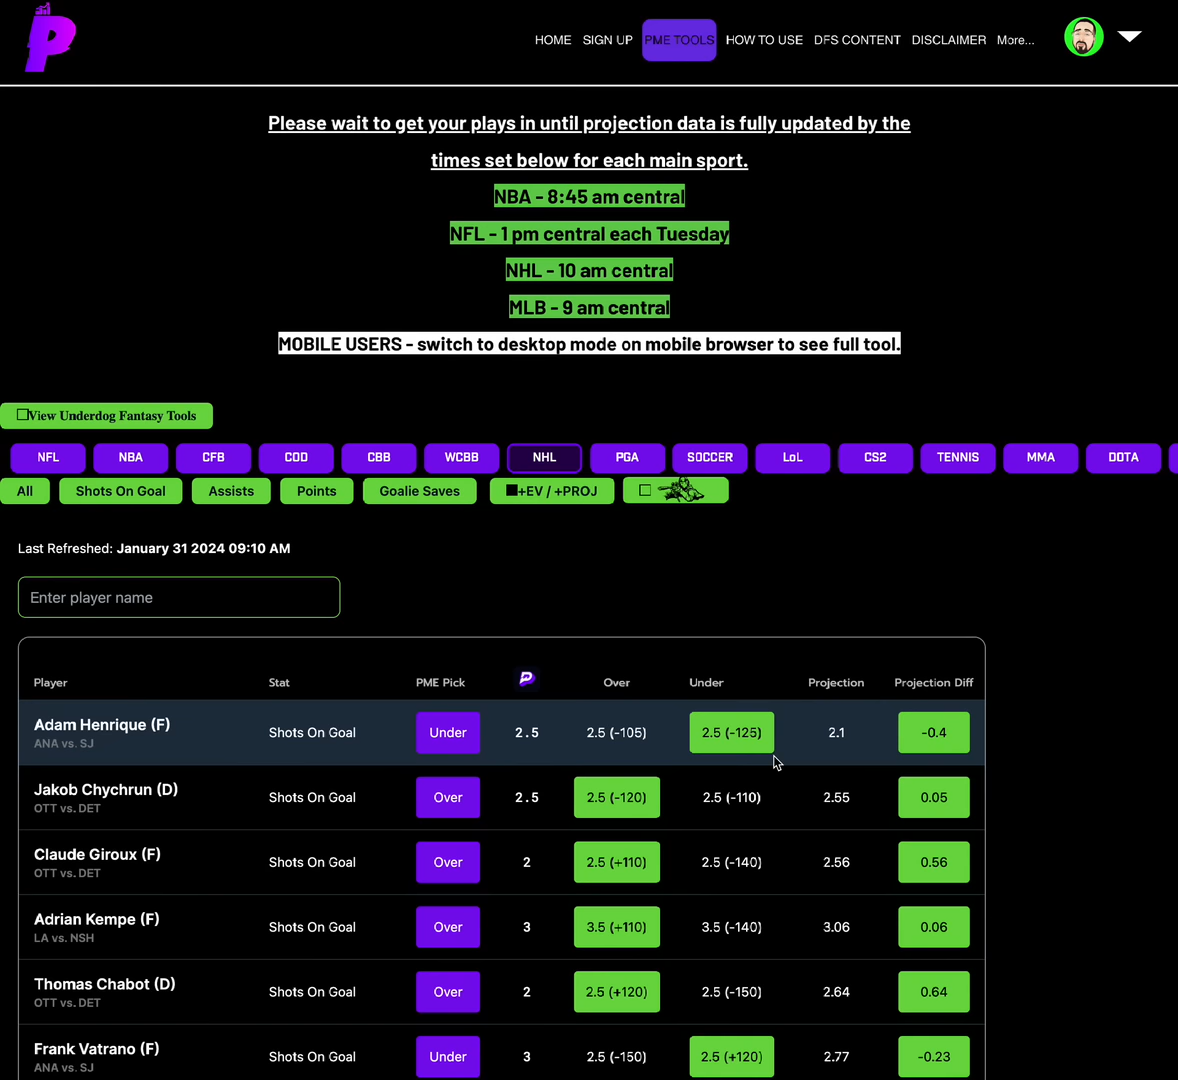 P
HOME SIGN UP PME TOOLS HOW TO USE DFS CONTENT DISCLAIMER More...
Please wait to get your plays in until projection data is fully updated by the
times set below for each main sport.
NBA - 8:45 am central
NFL - 1 pm central each Tuesday
NHL - 10 am central
MLB - 9 am central
MOBILE USERS - switch to desktop mode on mobile browser to see full tool.
View Underdog Fantasy Tools
NFL NBA CFB COD CBB WCBB NHL PGA SOCCER LoL CS2 TENNIS MMA DOTA
All Shots On Goal Assists Points Goalie Saves +EV / +PROJ
Last Refreshed: January 31 2024 09:10 AM
Enter player name
Player Stat PME Pick P Over Under Projection Projection Diff
Adam Henrique (F) Shots On Goal Under 2.5 2.5 (-105) 2.5 (-125) 2.1 -0.4
ANA vs. SJ
Jakob Chychrun (D) Shots On Goal Over 2.5 2.5 (-120) 2.5 (-110) 2.55 0.05
OTT vs. DET
Claude Giroux (F) Shots On Goal Over 2 2.5 (+110) 2.5 (-140) 2.56 0.56
OTT vs. DET
Adrian Kempe (F) Shots On Goal Over 3 3.5 (+110) 3.5 (-140) 3.06 0.06
LA vs. NSH
Thomas Chabot (D) Shots On Goal Over 2 2.5 (+120) 2.5 (-150) 2.64 0.64
OTT vs. DET
Frank Vatrano (F) Shots On Goal Under 3 2.5 (-150) 2.5 (+120) 2.77 -0.23
ANA vs. SJ